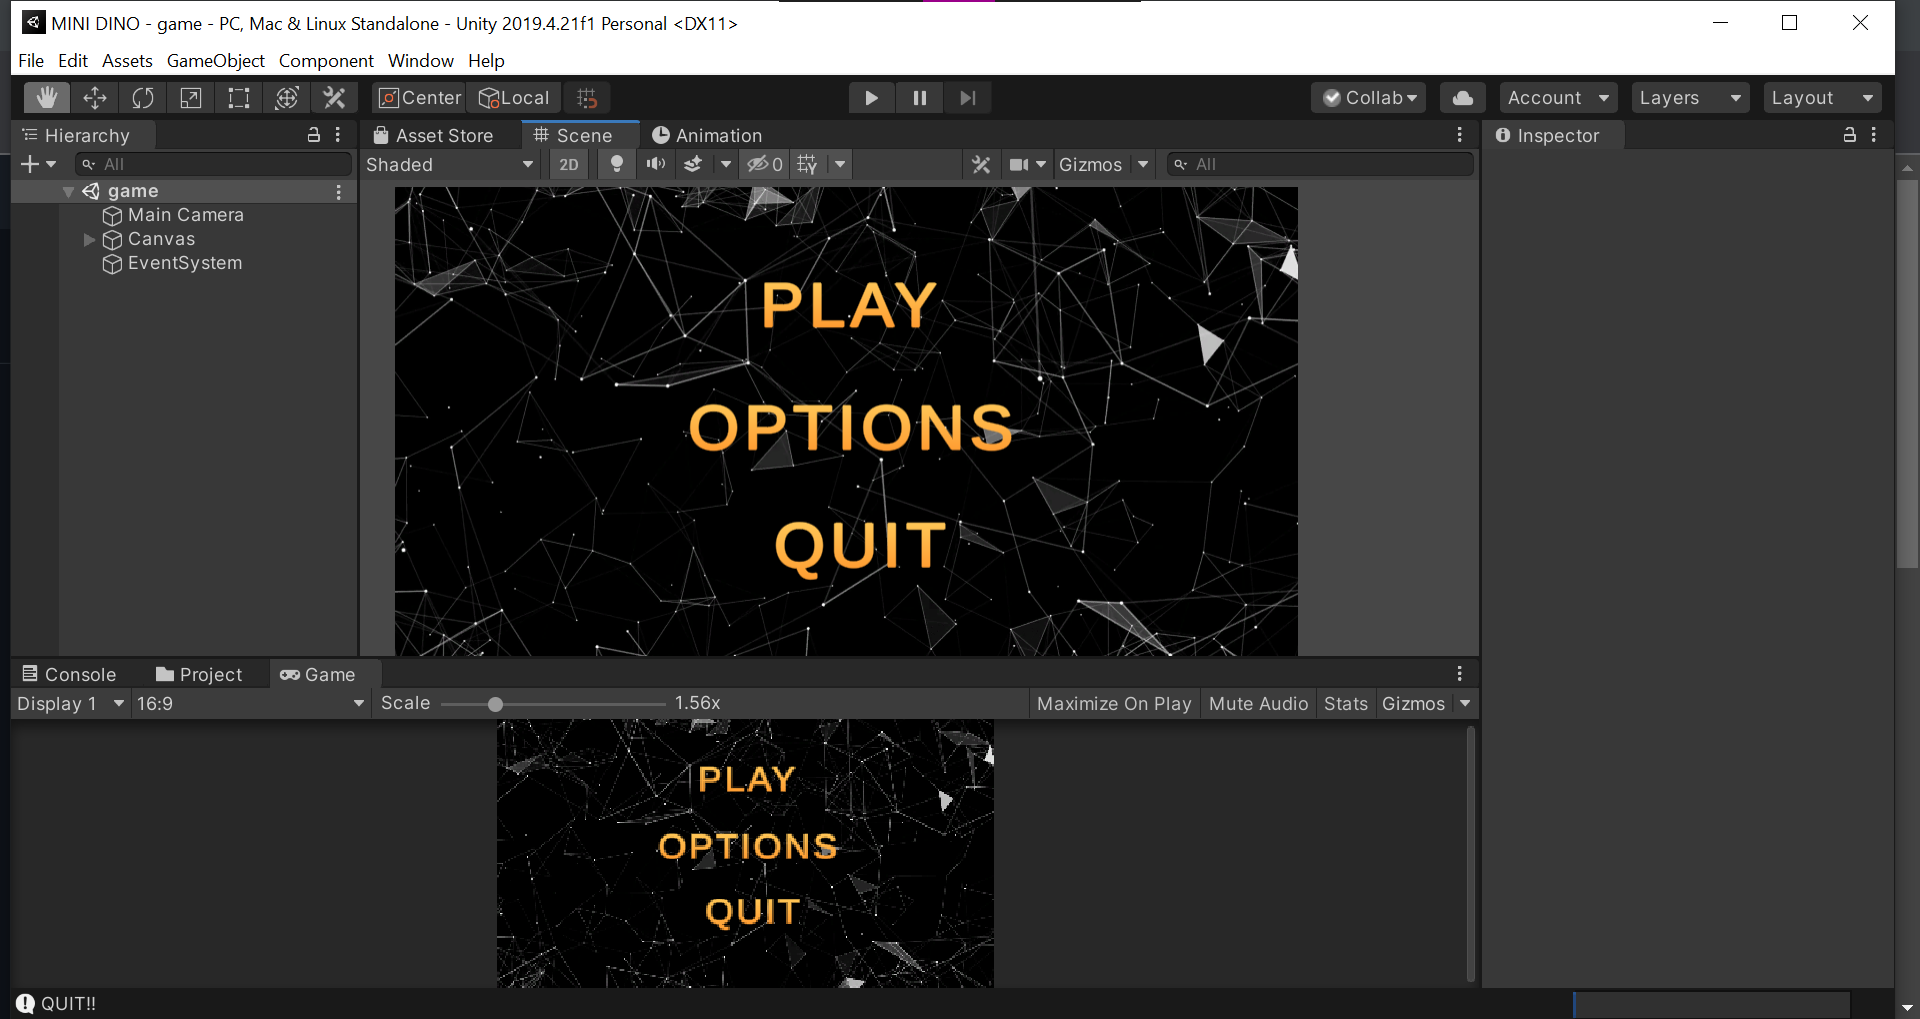 MINI DINO - game - PC, Mac & Linux Standalone - Unity 2019.4.21f1 Personal <DX11>
File Edit Assets GameObject Component Window Help
Center Local Collab Account Layers Layout
Hierarchy
Asset Store Scene Animation
Inspector
All
Shaded 2D 0 Gizmos All
game
Main Camera
Canvas
EventSystem
PLAY
OPTIONS
QUIT
Console Project Game
Display 1 16:9 Scale 1.56x Maximize On Play Mute Audio Stats Gizmos
PLAY
OPTIONS
QUIT
QUIT!!